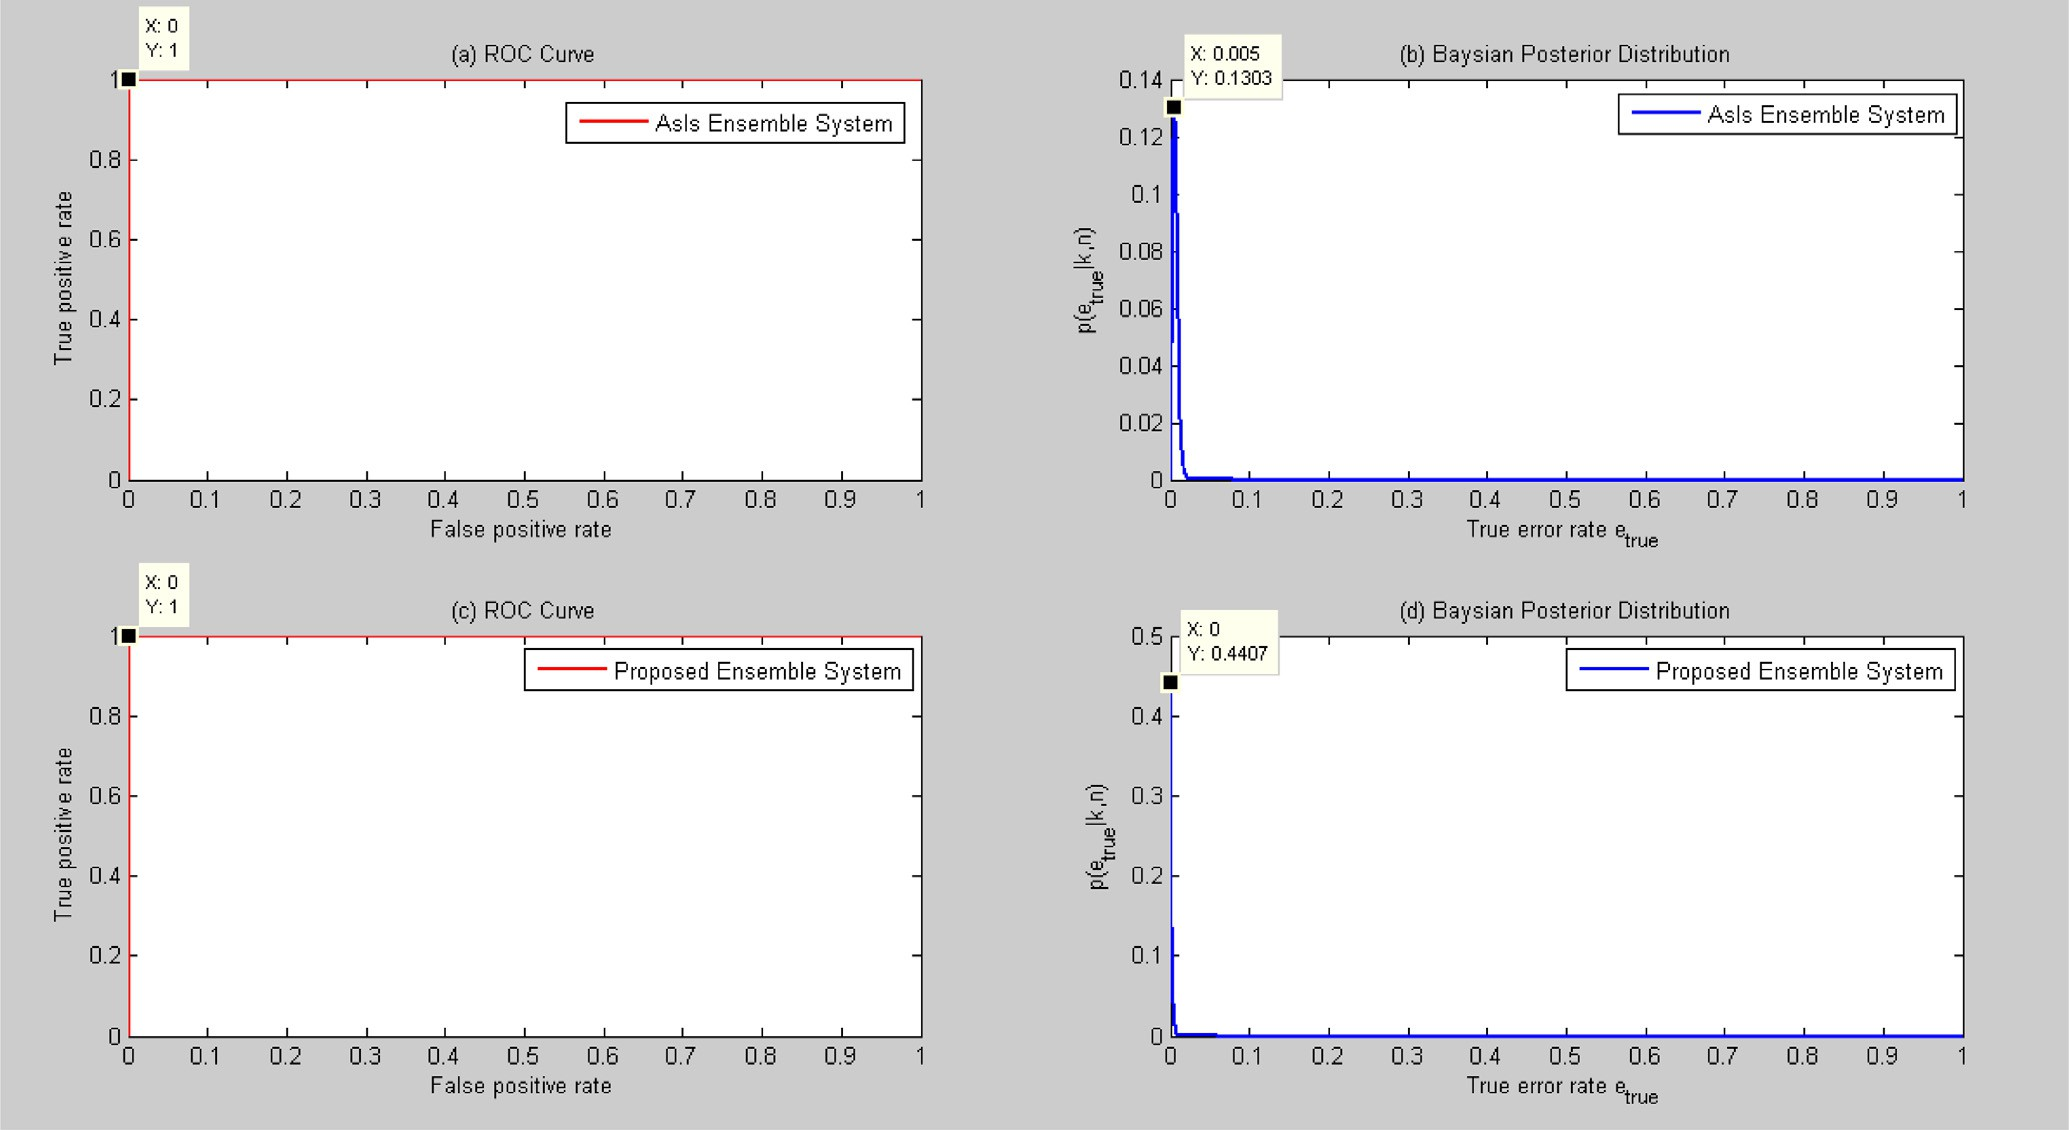 X: 0
Y: 1
(a) ROC Curve
1
0.8
0.6
0.4
0.2
0
True positive rate
AsIs Ensemble System
0 0.1 0.2 0.3 0.4 0.5 0.6 0.7 0.8 0.9 1
False positive rate
X: 0.005
Y: 0.1303
(b) Baysian Posterior Distribution
0.14
0.12
0.1
0.08
0.06
0.04
0.02
0
p(e_true|k,n)
AsIs Ensemble System
0 0.1 0.2 0.3 0.4 0.5 0.6 0.7 0.8 0.9 1
True error rate e_true
X: 0
Y: 1
(c) ROC Curve
1
0.8
0.6
0.4
0.2
0
True positive rate
Proposed Ensemble System
0 0.1 0.2 0.3 0.4 0.5 0.6 0.7 0.8 0.9 1
False positive rate
X: 0
Y: 0.4407
(d) Baysian Posterior Distribution
0.5
0.4
0.3
0.2
0.1
0
p(e_true|k,n)
Proposed Ensemble System
0 0.1 0.2 0.3 0.4 0.5 0.6 0.7 0.8 0.9 1
True error rate e_true